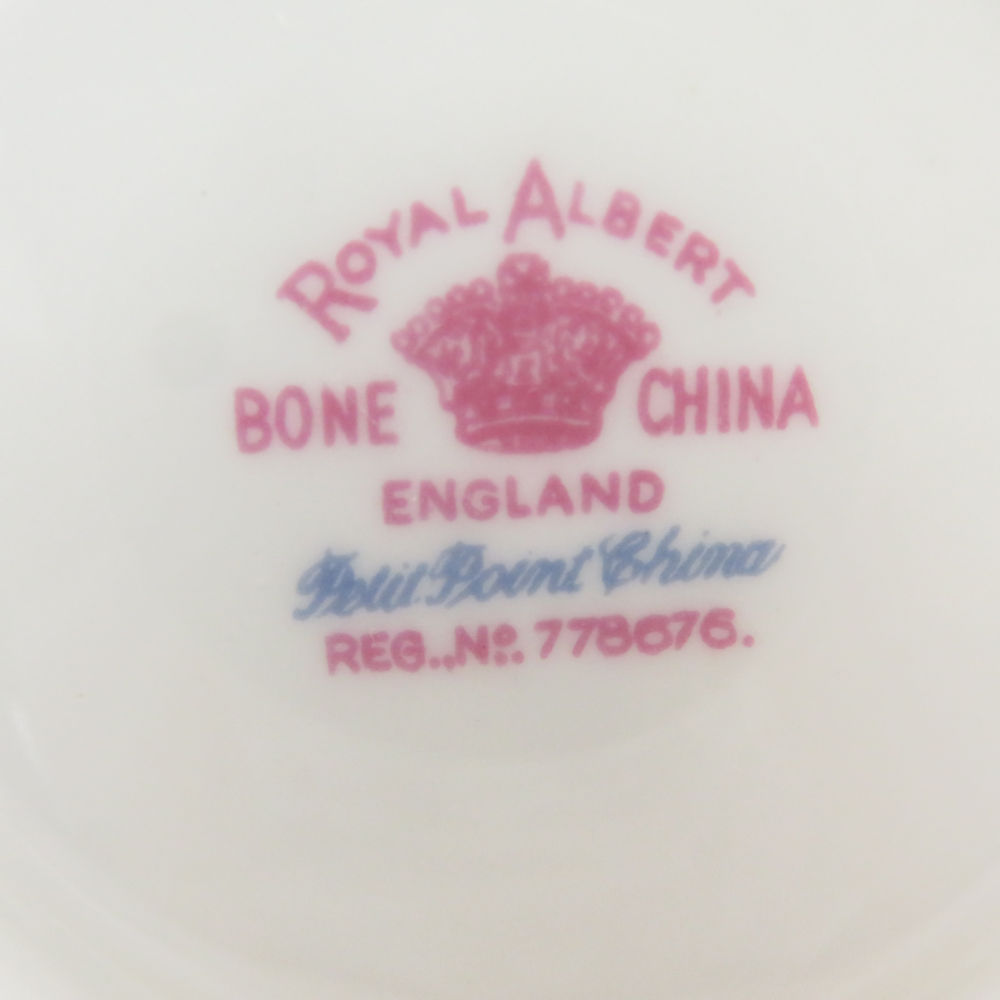 ROYAL ALBERT
BONE CHINA
ENGLAND
Petit Point China
REG., Nº. 778676.